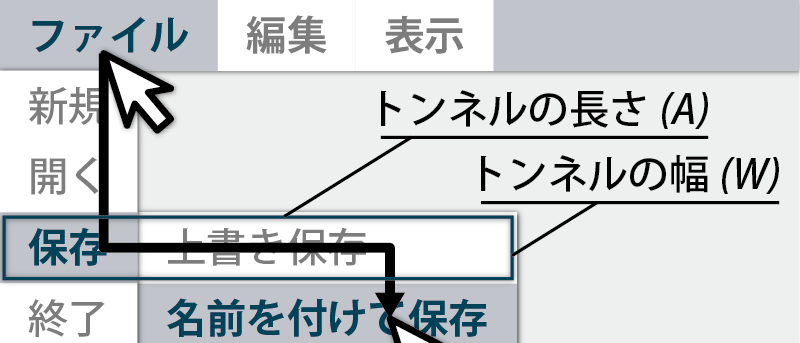 ファイル 編集 表示
新規
トンネルの長さ (A)
開く
トンネルの幅 (W)
保存 上書き保存
終了 名前を付けて保存